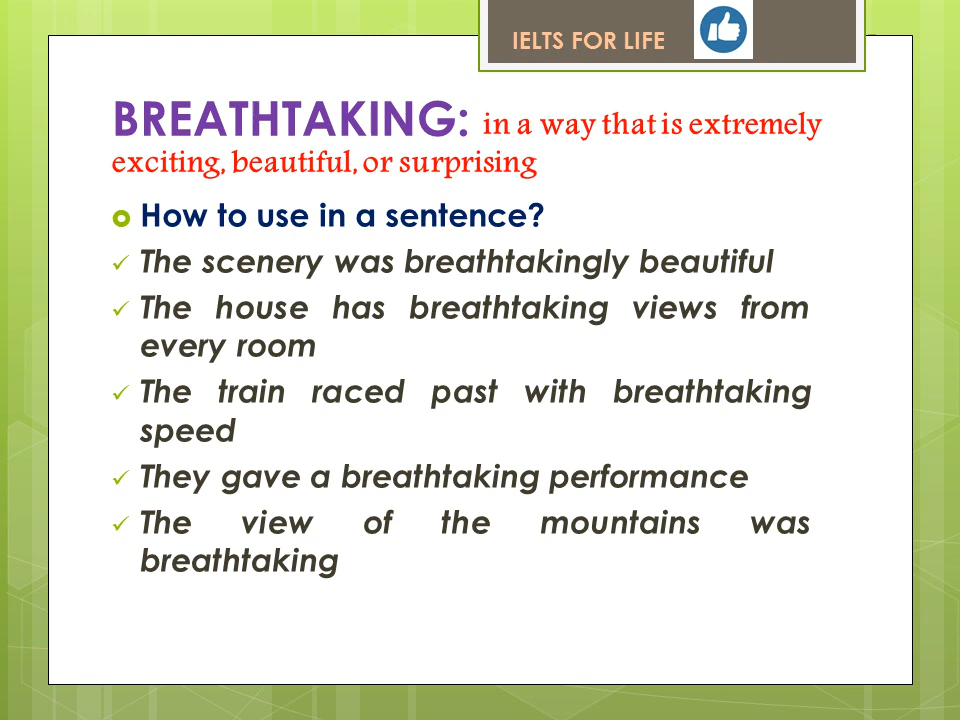 IELTS FOR LIFE
BREATHTAKING: in a way that is extremely
exciting, beautiful, or surprising
How to use in a sentence?
The scenery was breathtakingly beautiful
The house has breathtaking views from
every room
The train raced past with breathtaking
speed
They gave a breathtaking performance
The view of the mountains was
breathtaking